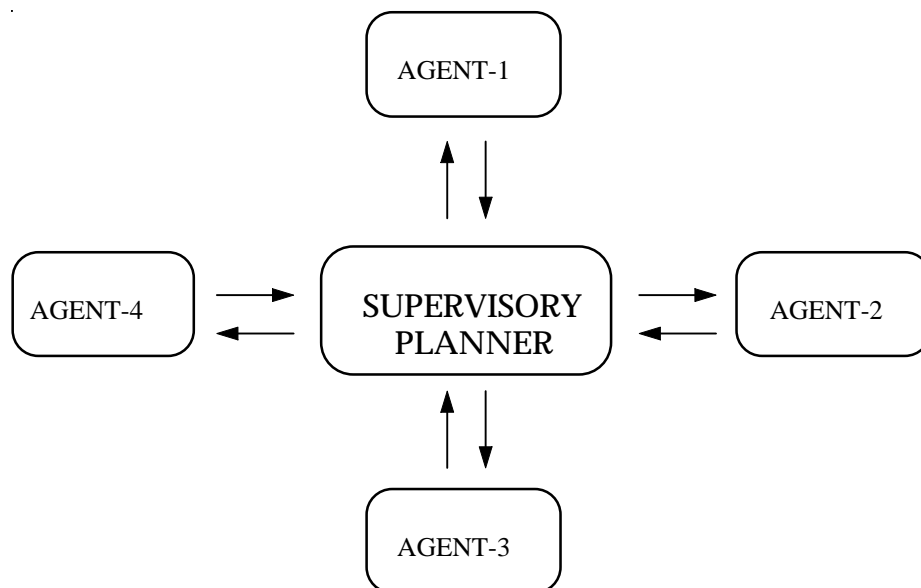 AGENT-1
AGENT-4
SUPERVISORY
PLANNER
AGENT-2
AGENT-3